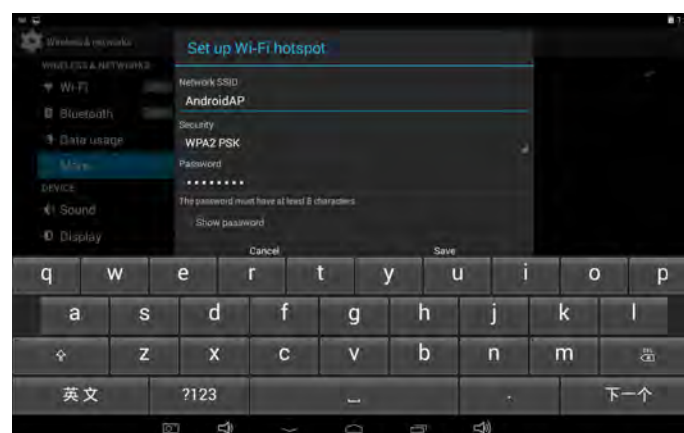 Wireless & networks
Set up Wi-Fi hotspot
WIRELESS & NETWORKS
Network SSID
Wi-Fi
AndroidAP
Bluetooth
Security
Data usage
WPA2 PSK
More
Password
••••••••
DEVICE
The password must have at least 8 characters.
Sound
Show password
Display
Cancel Save
q w e r t y u i o p
a s d f g h j k l
z x c v b n m DEL
英文 ?123 . 下一个